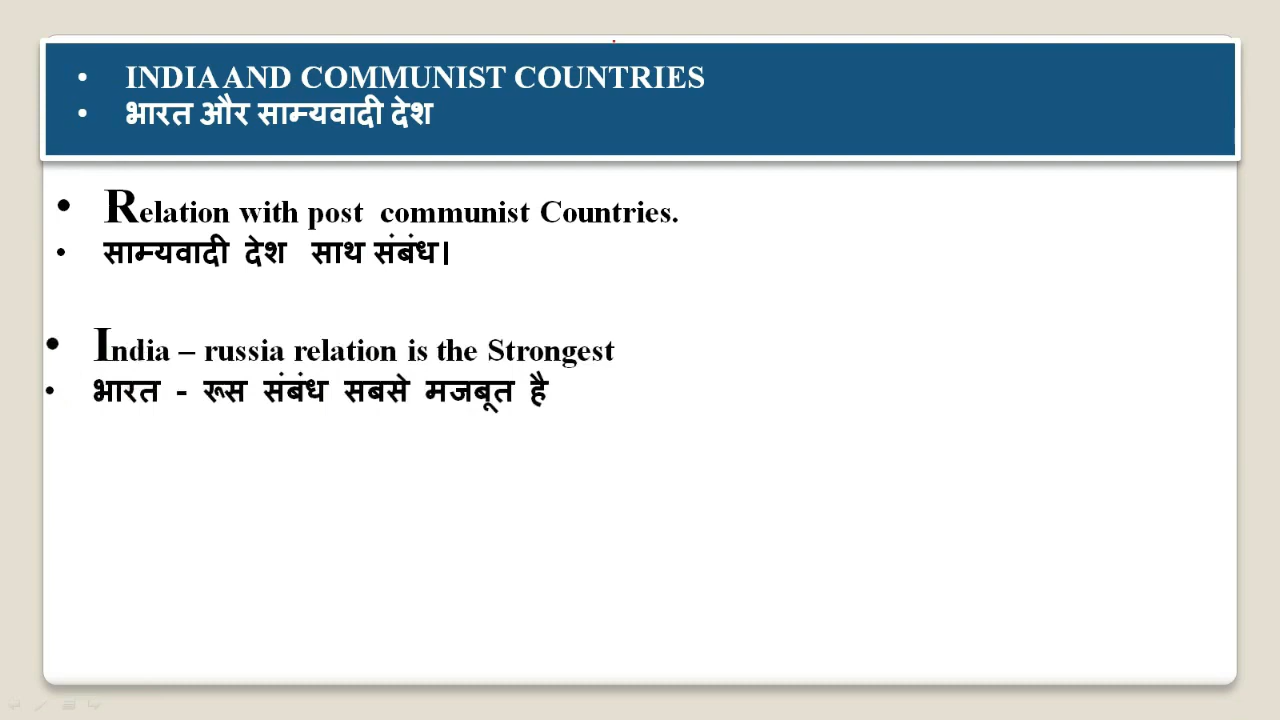 • INDIA AND COMMUNIST COUNTRIES
• भारत और साम्यवादी देश
• Relation with post communist Countries.
• साम्यवादी देश साथ संबंध।
• India – russia relation is the Strongest
• भारत - रूस संबंध सबसे मजबूत है